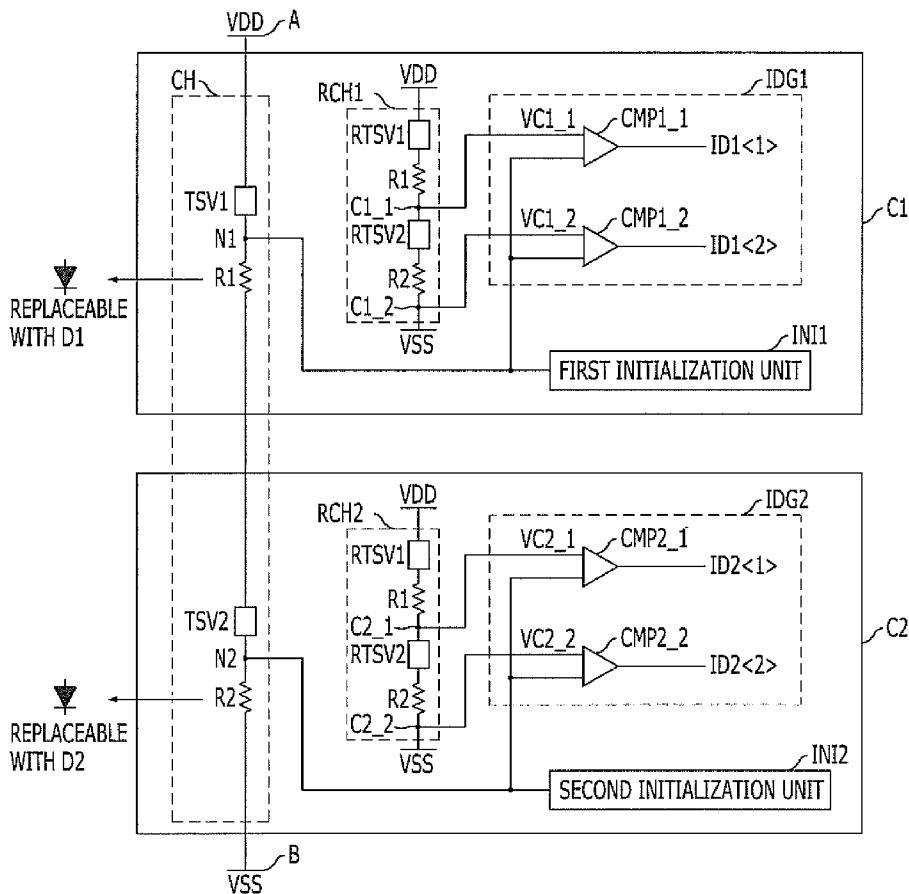 VDD
A
CH
RCH1
VDD
IDG1
RTSV1
VC1_1
CMP1_1
ID1<1>
R1
TSV1
C1_1
RTSV2
VC1_2
CMP1_2
ID1<2>
C1
N1
R1
R2
REPLACEABLE
WITH D1
C1_2
VSS
INI1
FIRST INITIALIZATION UNIT
RCH2
VDD
IDG2
RTSV1
VC2_1
CMP2_1
ID2<1>
R1
TSV2
C2_1
RTSV2
VC2_2
CMP2_2
ID2<2>
C2
N2
R2
R2
REPLACEABLE
WITH D2
C2_2
VSS
INI2
SECOND INITIALIZATION UNIT
B
VSS